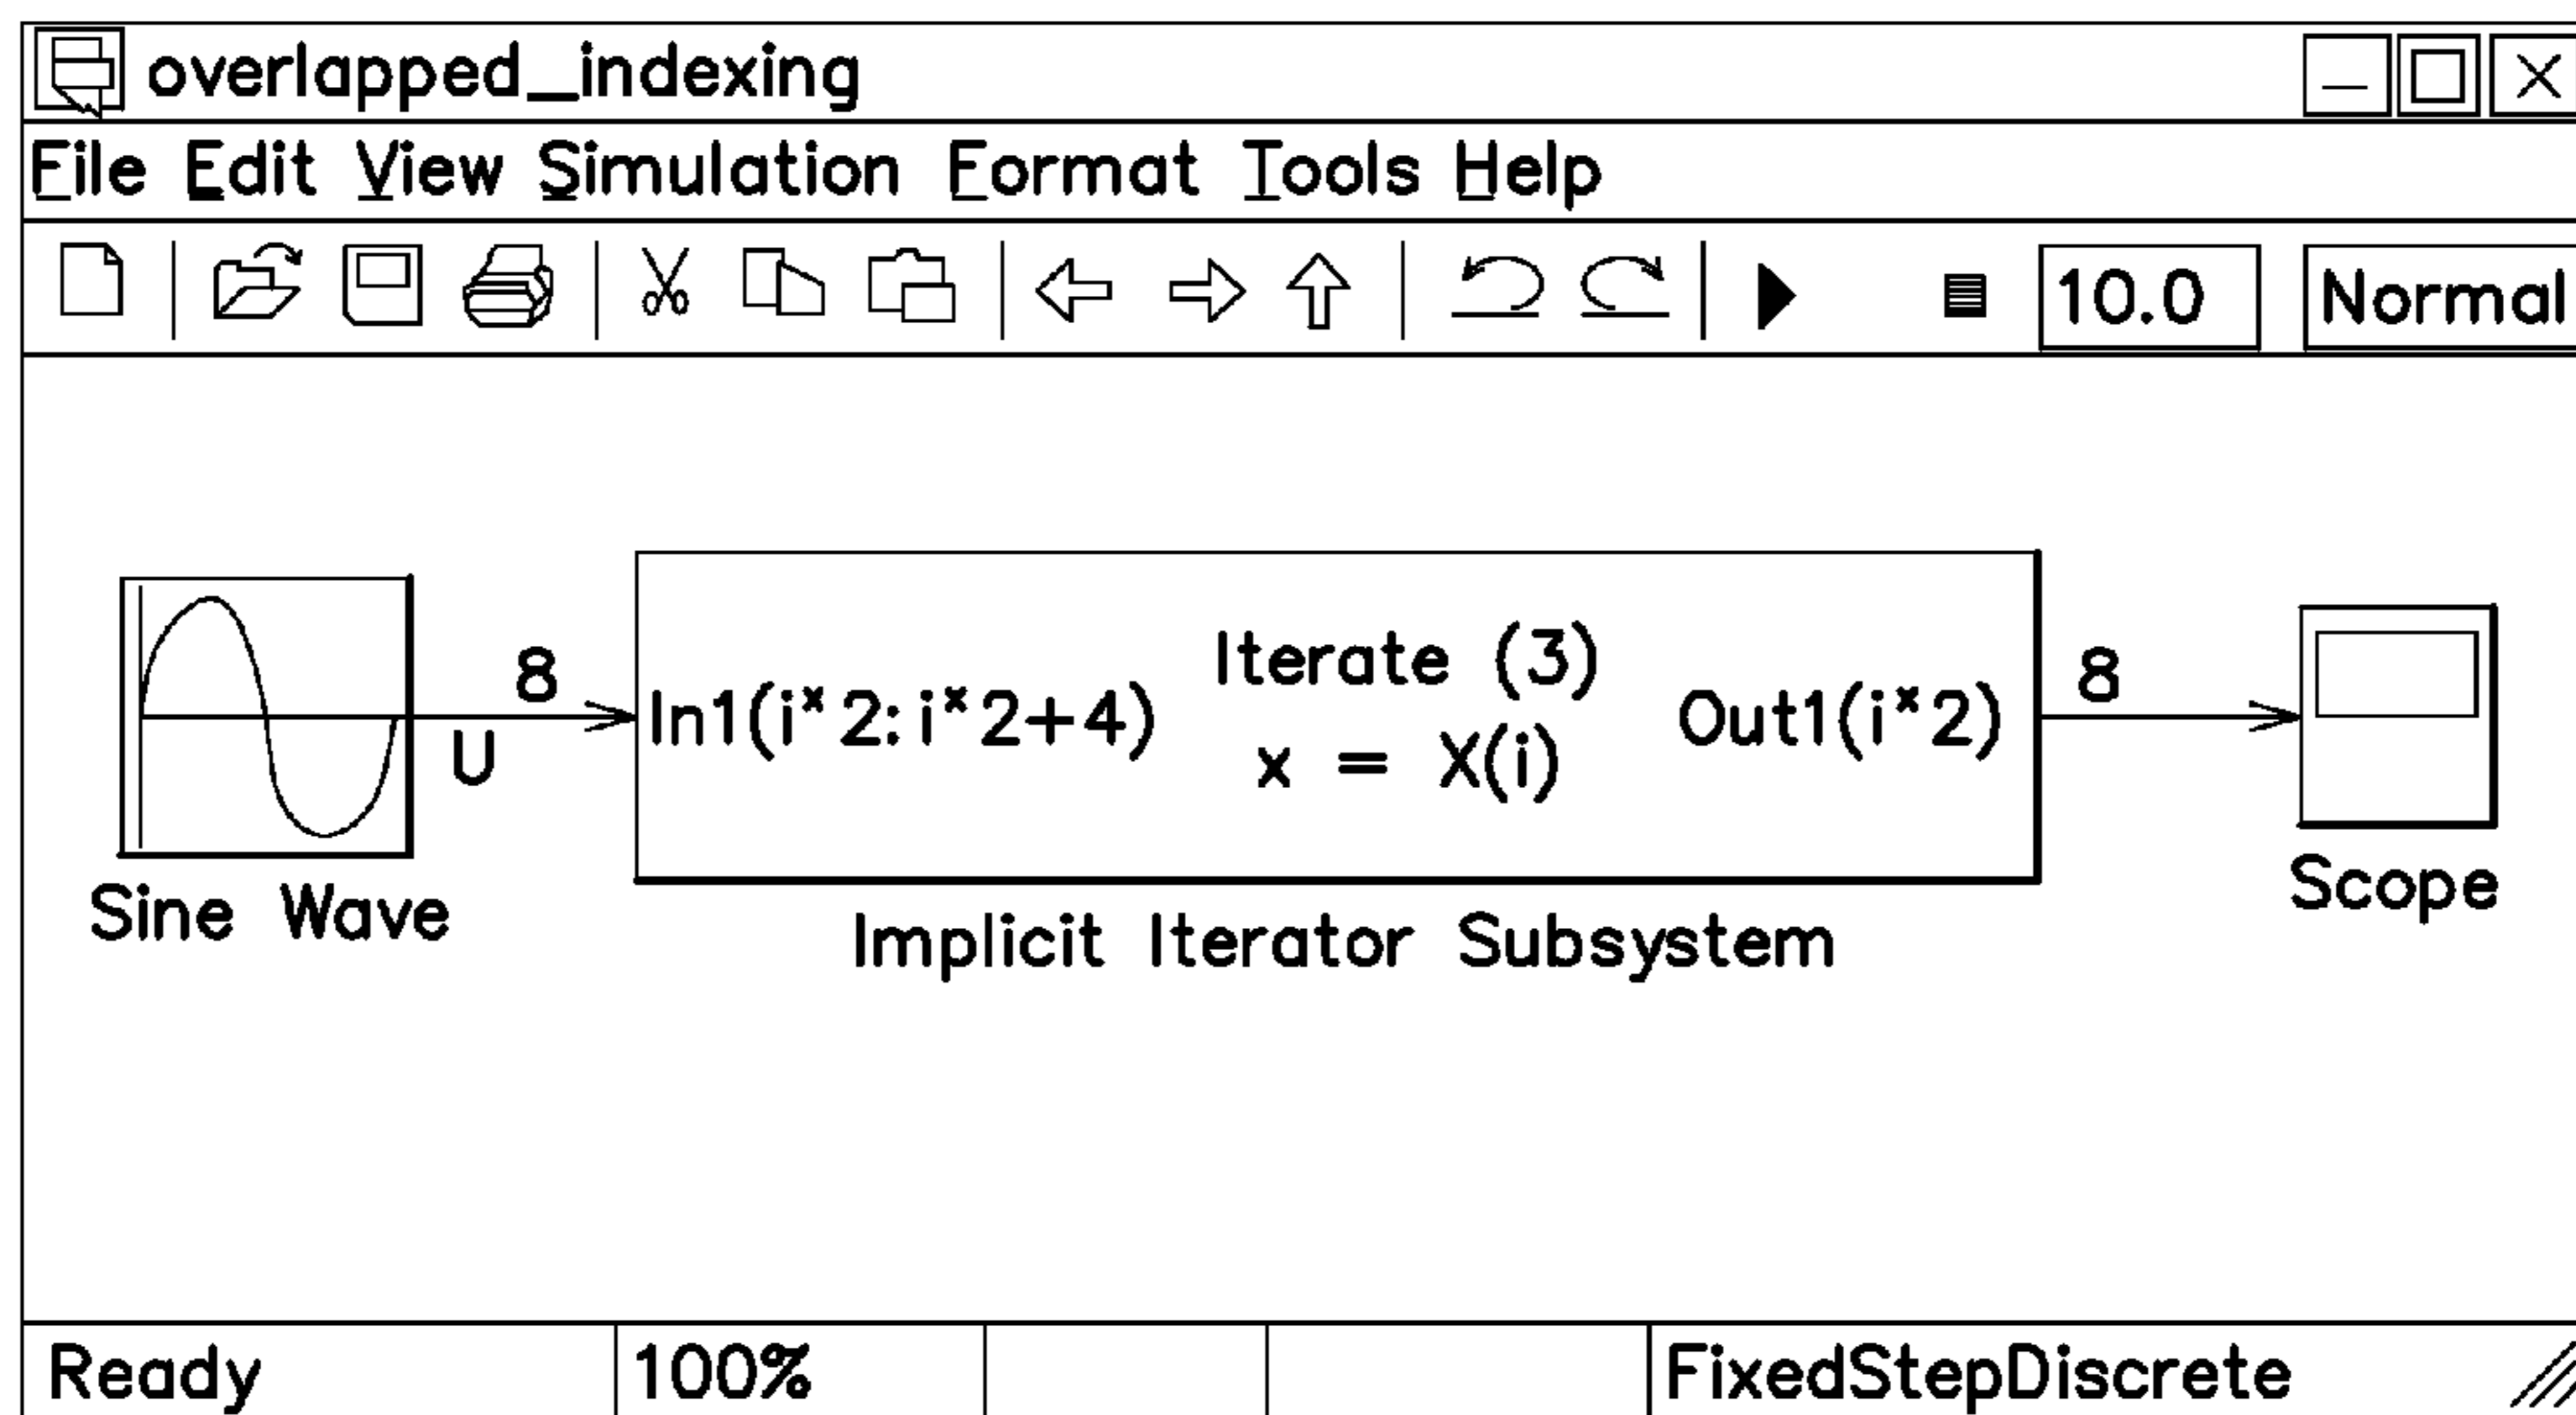 overlapped_indexing
File Edit View Simulation Format Tools Help
10.0 Normal
8
U
In1(i*2:i*2+4)
Iterate (3)
x = X(i)
Out1(i*2)
8
Sine Wave
Implicit Iterator Subsystem
Scope
Ready 100% FixedStepDiscrete